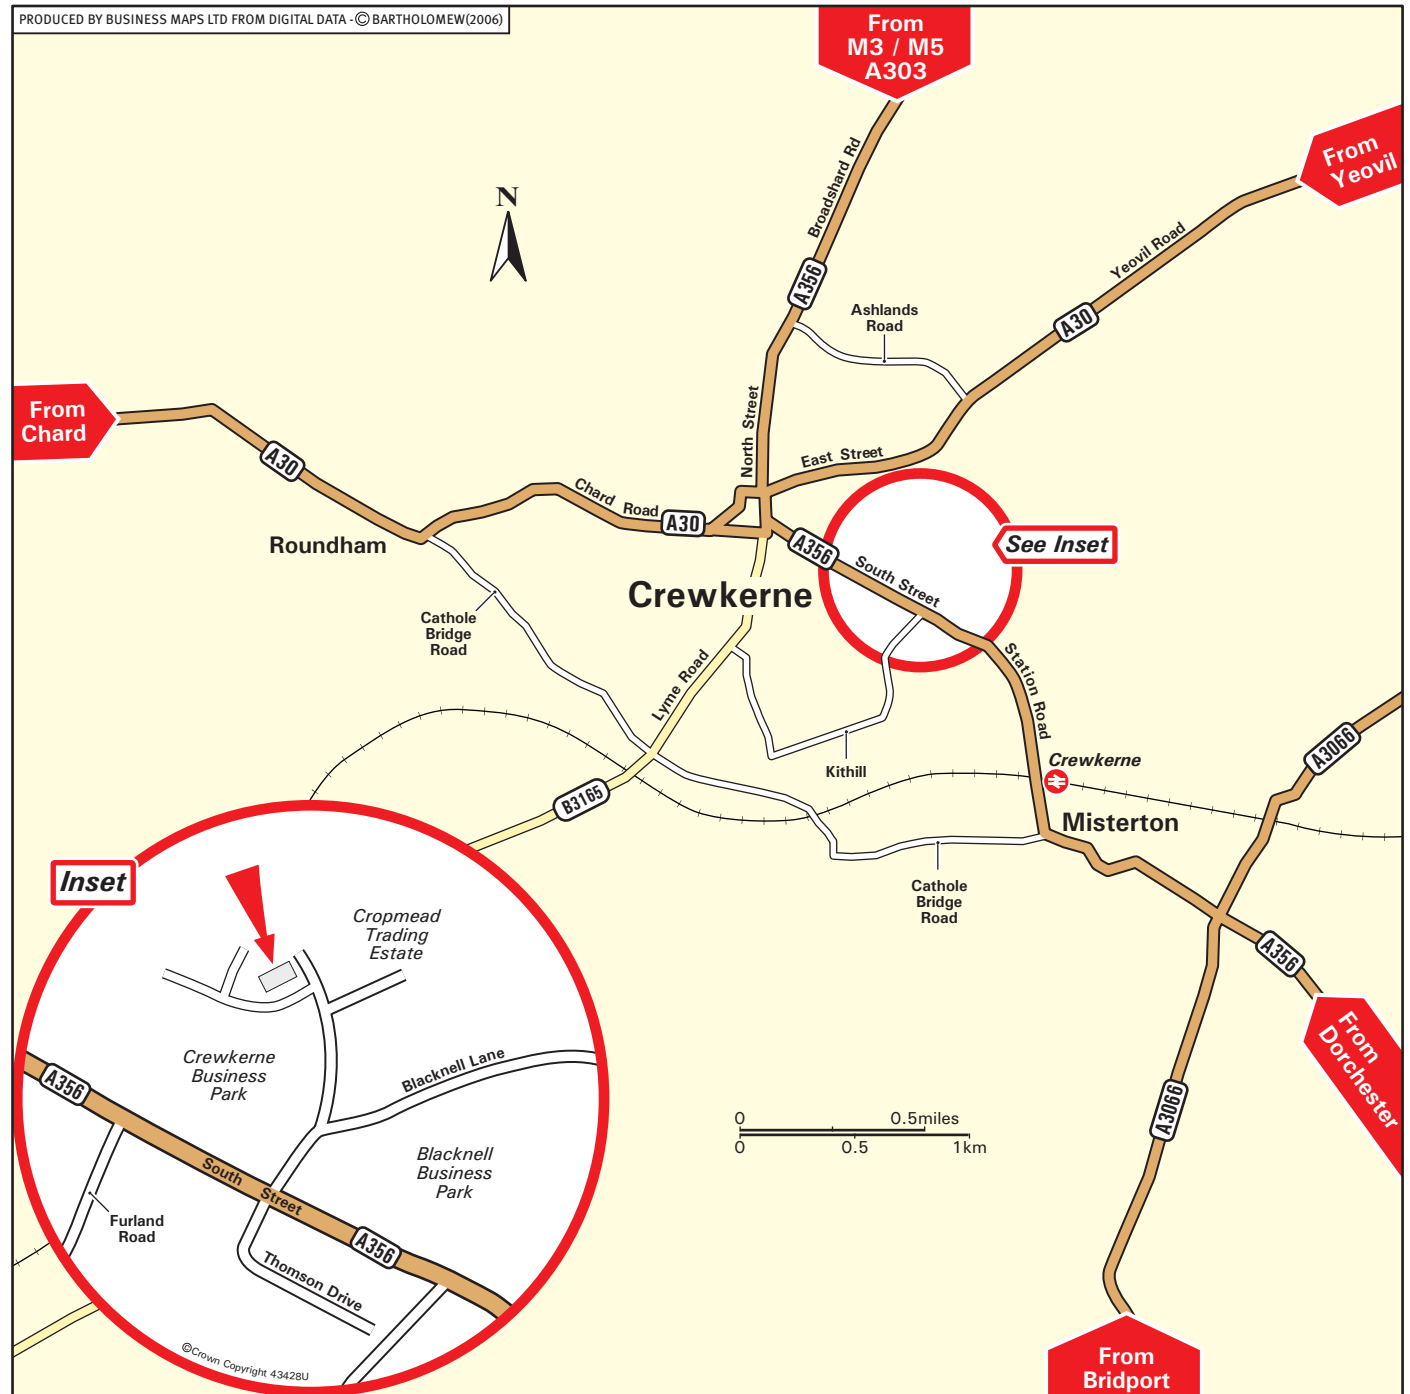 PRODUCED BY BUSINESS MAPS LTD FROM DIGITAL DATA - © BARTHOLOMEW(2006)
From
M3 / M5
A303
From
Yeovil
N
Broadshard Rd
A356
Yeovil Road
A30
Ashlands
Road
From
Chard
A30
North Street
East Street
Chard Road
A30
Roundham
A356
South Street
See Inset
Crewkerne
Cathole
Bridge
Road
Lyme Road
Station Road
Kithill
Crewkerne
A3066
B3165
Misterton
Cathole
Bridge
Road
A356
From
Dorchester
A3066
0 0.5miles
0 0.5 1km
From
Bridport
Inset
Cropmead
Trading
Estate
Crewkerne
Business
Park
Blacknell Lane
A356
Blacknell
Business
Park
South Street
Furland
Road
A356
Thomson Drive
©Crown Copyright 43428U